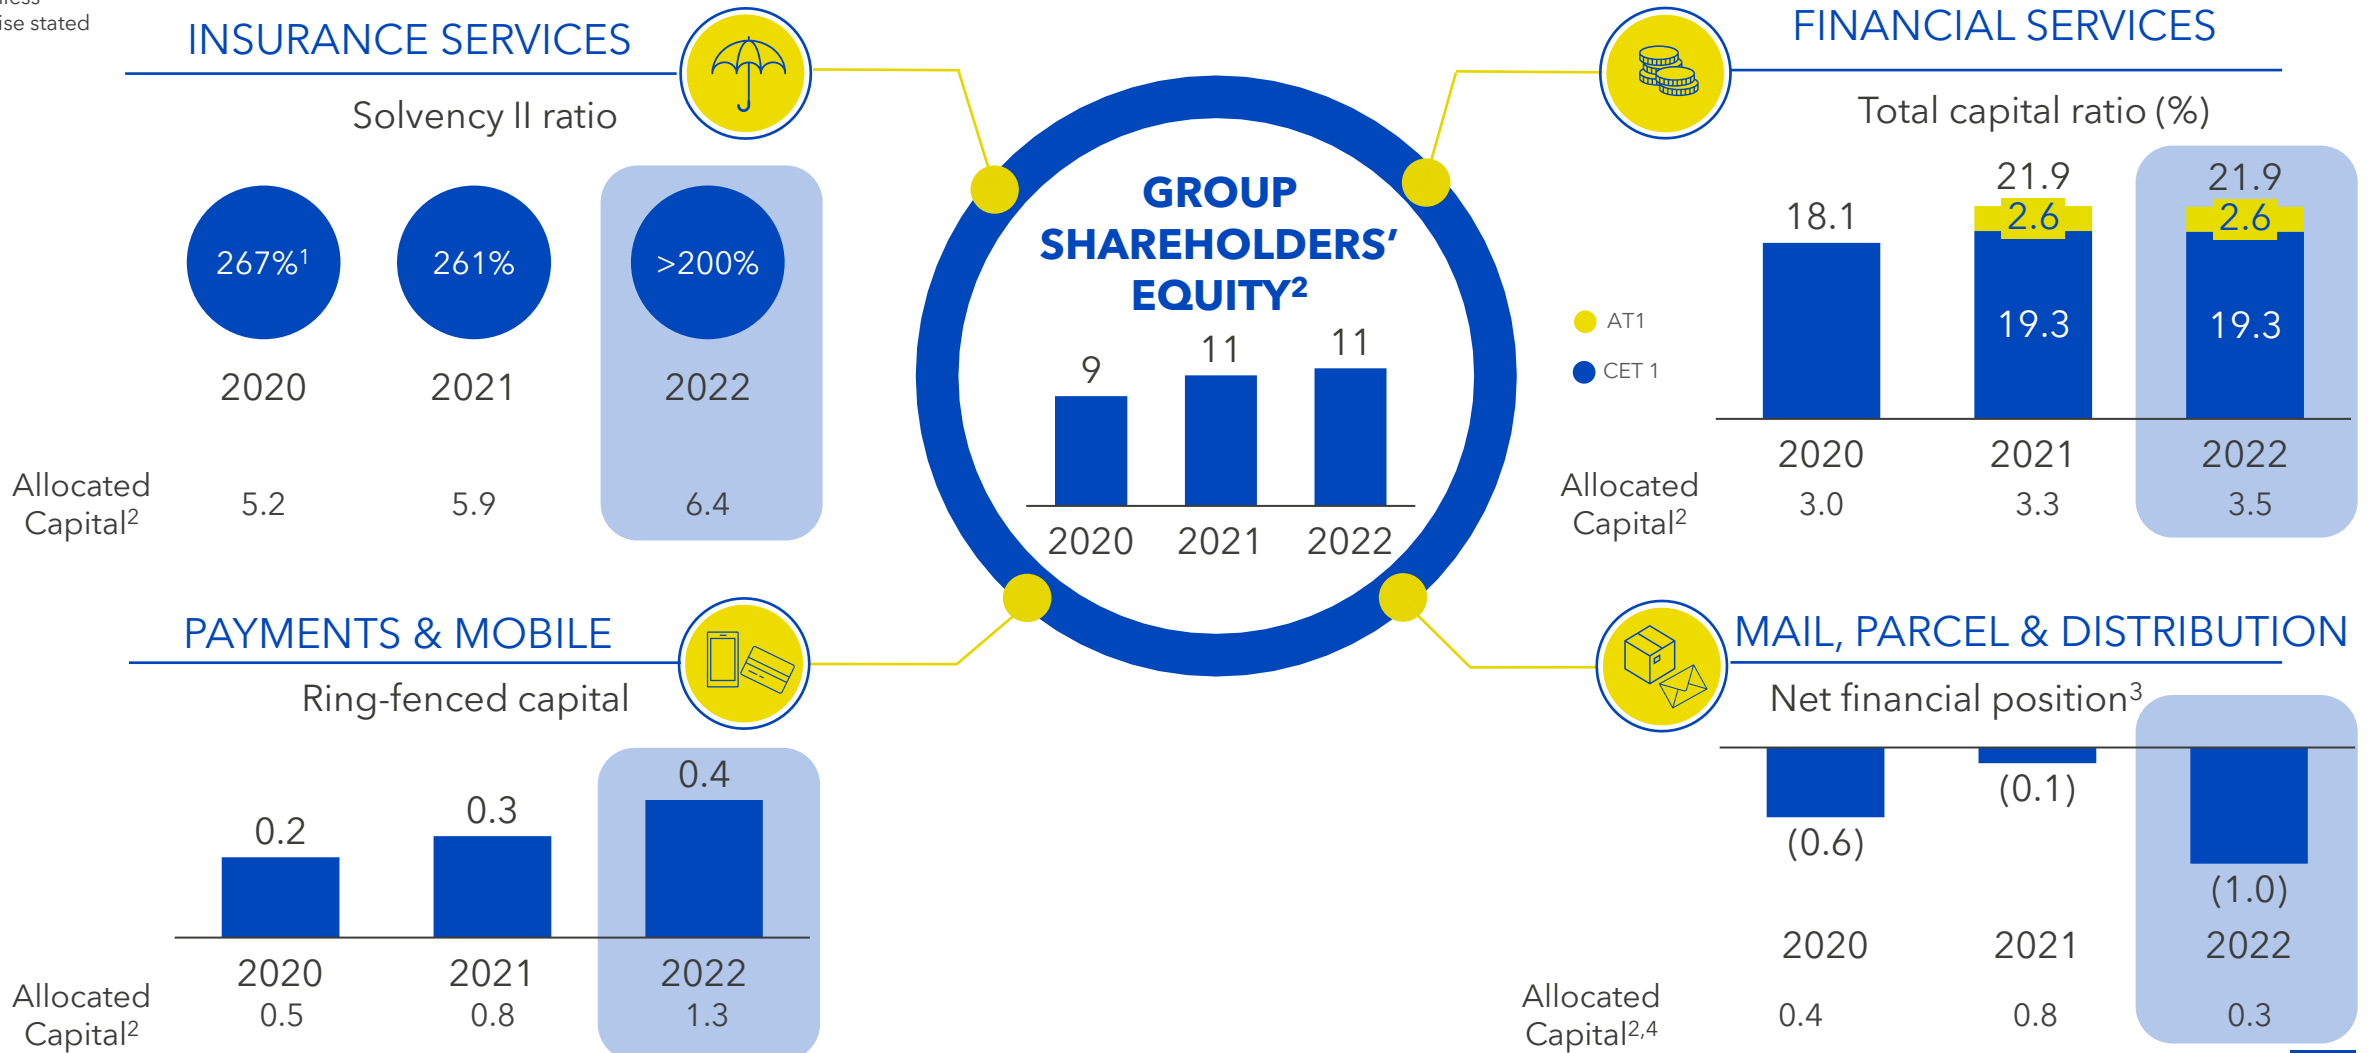 ise stated
INSURANCE SERVICES
Solvency II ratio
267%¹
261%
>200%
2020
2021
2022
Allocated
Capital²
5.2
5.9
6.4
GROUP
SHAREHOLDERS’
EQUITY²
9
11
11
2020
2021
2022
FINANCIAL SERVICES
Total capital ratio (%)
18.1
21.9
2.6
19.3
21.9
2.6
19.3
AT1
CET 1
2020
2021
2022
Allocated
Capital²
3.0
3.3
3.5
PAYMENTS & MOBILE
Ring-fenced capital
0.2
0.3
0.4
2020
2021
2022
Allocated
Capital²
0.5
0.8
1.3
MAIL, PARCEL & DISTRIBUTION
Net financial position³
(0.6)
(0.1)
(1.0)
2020
2021
2022
Allocated
Capital²,⁴
0.4
0.8
0.3